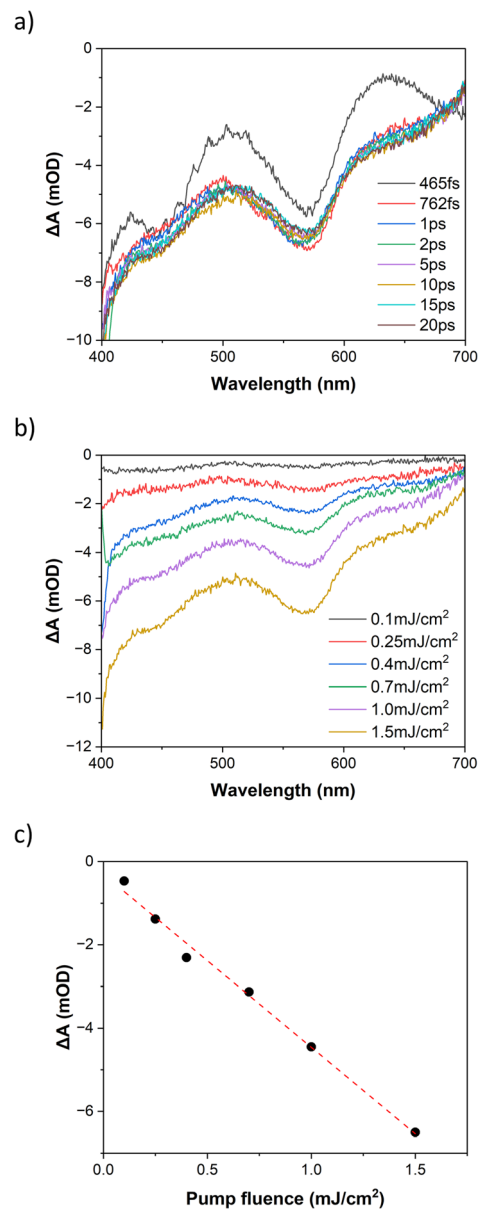 a)
0
−2
−4
−6
−8
−10
ΔA (mOD)
465fs
762fs
1ps
2ps
5ps
10ps
15ps
20ps
400
500
600
700
Wavelength (nm)
b)
0
−2
−4
−6
−8
−10
−12
ΔA (mOD)
0.1mJ/cm²
0.25mJ/cm²
0.4mJ/cm²
0.7mJ/cm²
1.0mJ/cm²
1.5mJ/cm²
400
500
600
700
Wavelength (nm)
c)
0
−2
−4
−6
ΔA (mOD)
0.0
0.5
1.0
1.5
Pump fluence (mJ/cm²)